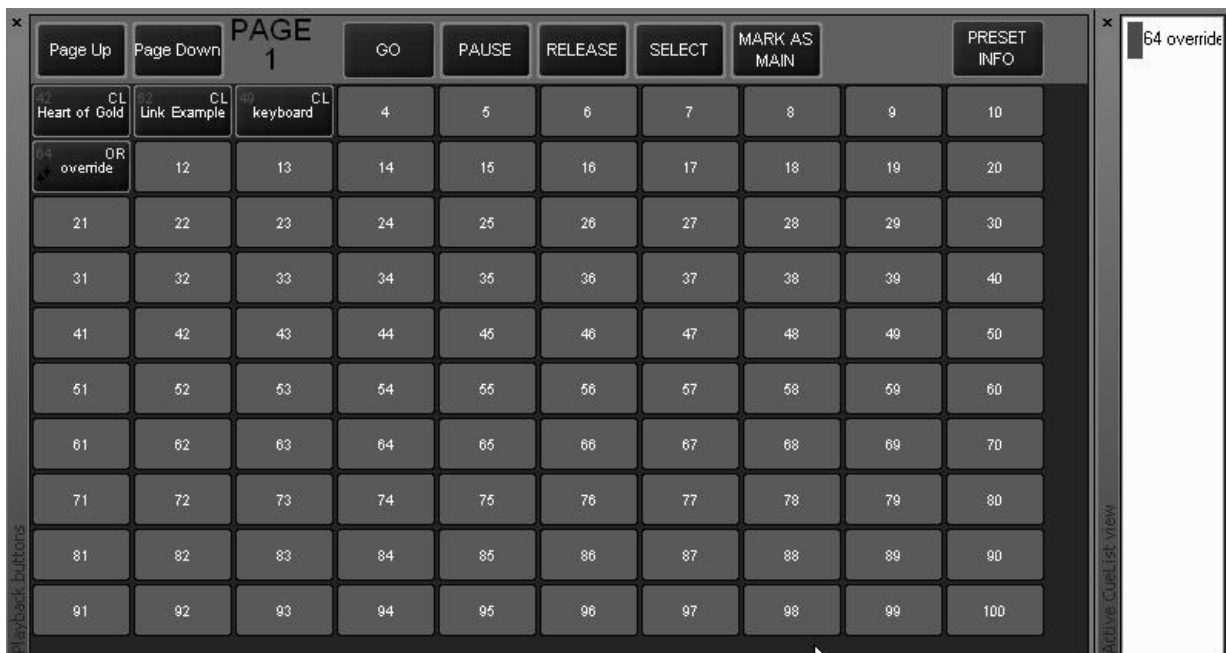 Page Up Page Down PAGE 1 GO PAUSE RELEASE SELECT MARK AS MAIN PRESET INFO
42 CL Heart of Gold 62 CL Link Example 49 CL keyboard 4 5 6 7 8 9 10
64 OR override 12 13 14 15 16 17 18 19 20
21 22 23 24 25 26 27 28 29 30
31 32 33 34 35 36 37 38 39 40
41 42 43 44 45 46 47 48 49 50
51 52 53 54 55 56 57 58 59 60
61 62 63 64 65 66 67 68 69 70
71 72 73 74 75 76 77 78 79 80
81 82 83 84 85 86 87 88 89 90
91 92 93 94 95 96 97 98 99 100
Playback buttons
Active CueList view
64 override